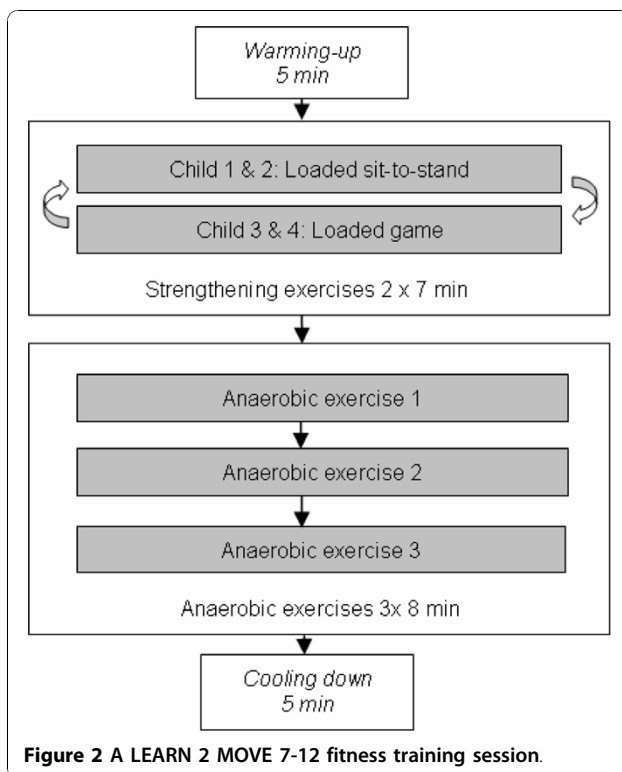 Warming-up
5 min
Child 1 & 2: Loaded sit-to-stand
Child 3 & 4: Loaded game
Strengthening exercises 2 x 7 min
Anaerobic exercise 1
Anaerobic exercise 2
Anaerobic exercise 3
Anaerobic exercises 3x 8 min
Cooling down
5 min
Figure 2 A LEARN 2 MOVE 7-12 fitness training session.